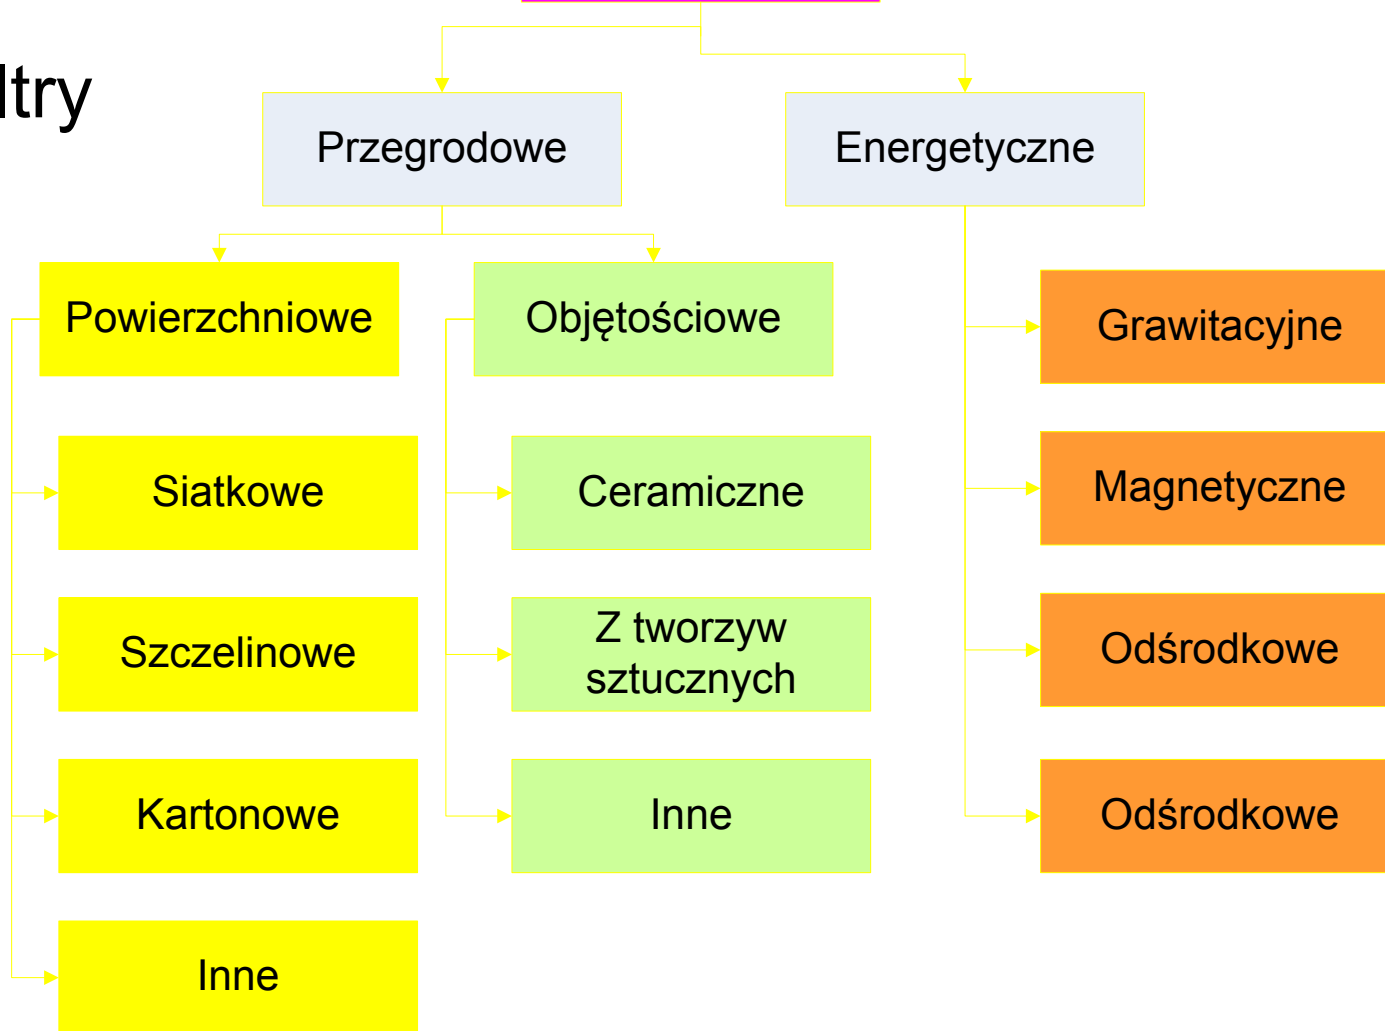 ltry
Przegrodowe
Energetyczne
Powierzchniowe
Objętościowe
Grawitacyjne
Siatkowe
Ceramiczne
Magnetyczne
Szczelinowe
Z tworzyw
sztucznych
Odśrodkowe
Kartonowe
Inne
Odśrodkowe
Inne